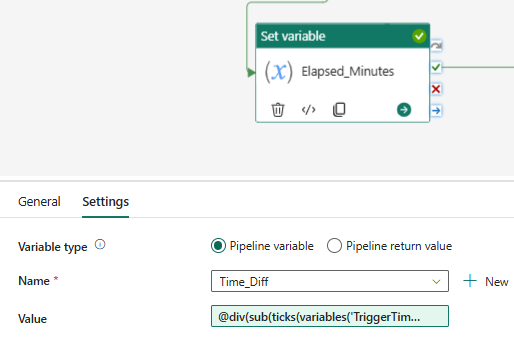 Set variable
(x) Elapsed_Minutes
</>
General Settings
Variable type Pipeline variable Pipeline return value
Name * Time_Diff + New
Value @div(sub(ticks(variables('TriggerTim...